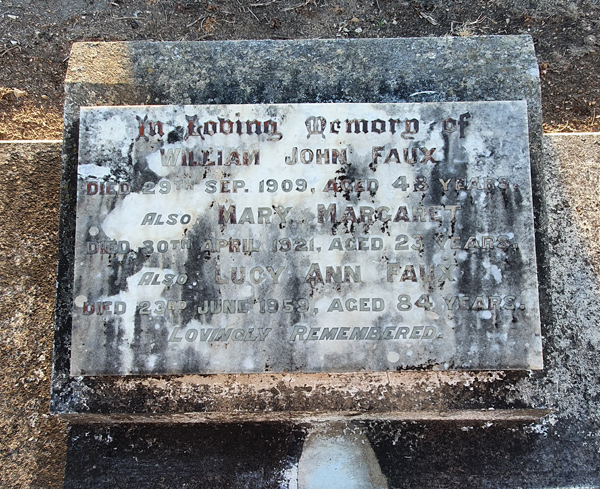 In Loving Memory of
WILLIAM JOHN FAUX
DIED 29TH SEP. 1909, AGED 48 YEARS.
ALSO MARY MARGARET
DIED 30TH APRIL 1921, AGED 23 YEARS.
ALSO LUCY ANN FAUX
DIED 23RD JUNE 1959, AGED 84 YEARS.
LOVINGLY REMEMBERED.